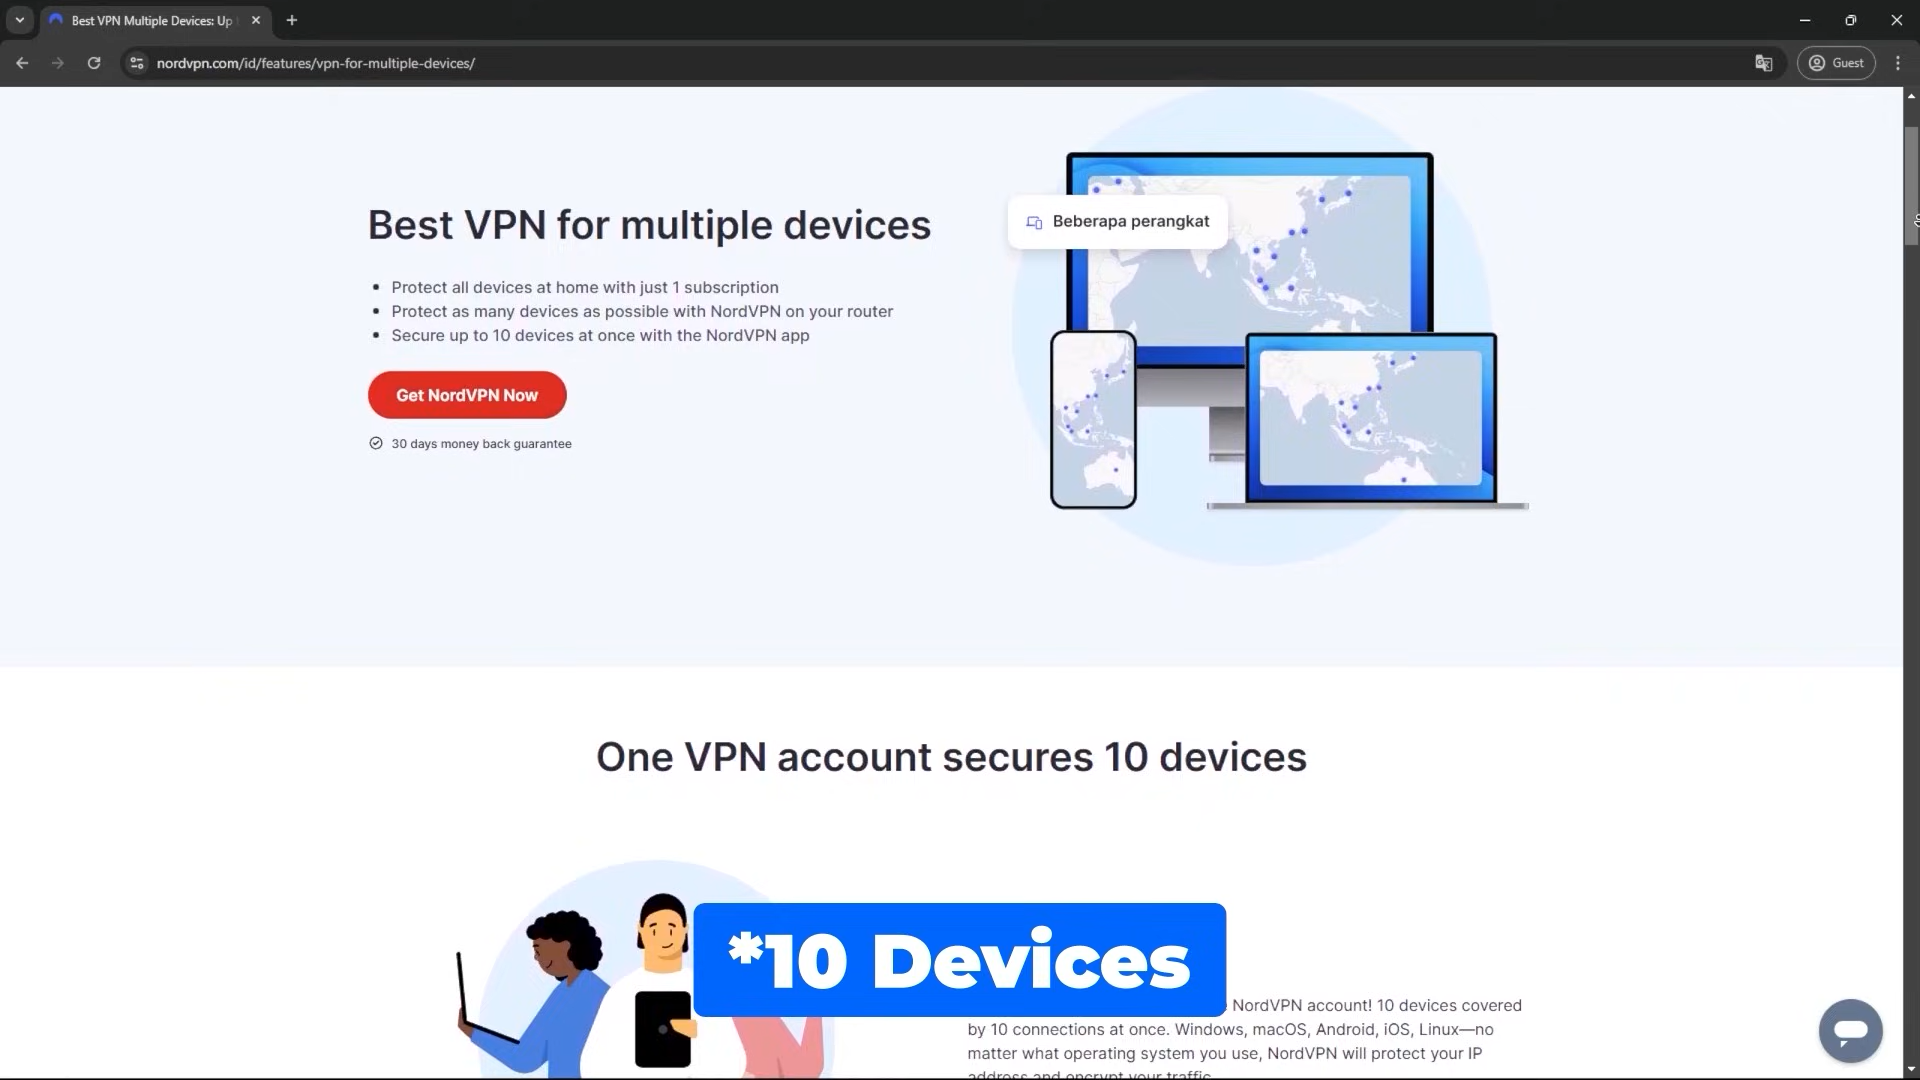 Best VPN Multiple Devices: Up
nordvpn.com/id/features/vpn-for-multiple-devices/
Guest
Best VPN for multiple devices
Protect all devices at home with just 1 subscription
Protect as many devices as possible with NordVPN on your router
Secure up to 10 devices at once with the NordVPN app
Get NordVPN Now
30 days money back guarantee
Beberapa perangkat
One VPN account secures 10 devices
*10 Devices
NordVPN account! 10 devices covered
by 10 connections at once. Windows, macOS, Android, iOS, Linux—no
matter what operating system you use, NordVPN will protect your IP
address and encrypt your traffic.